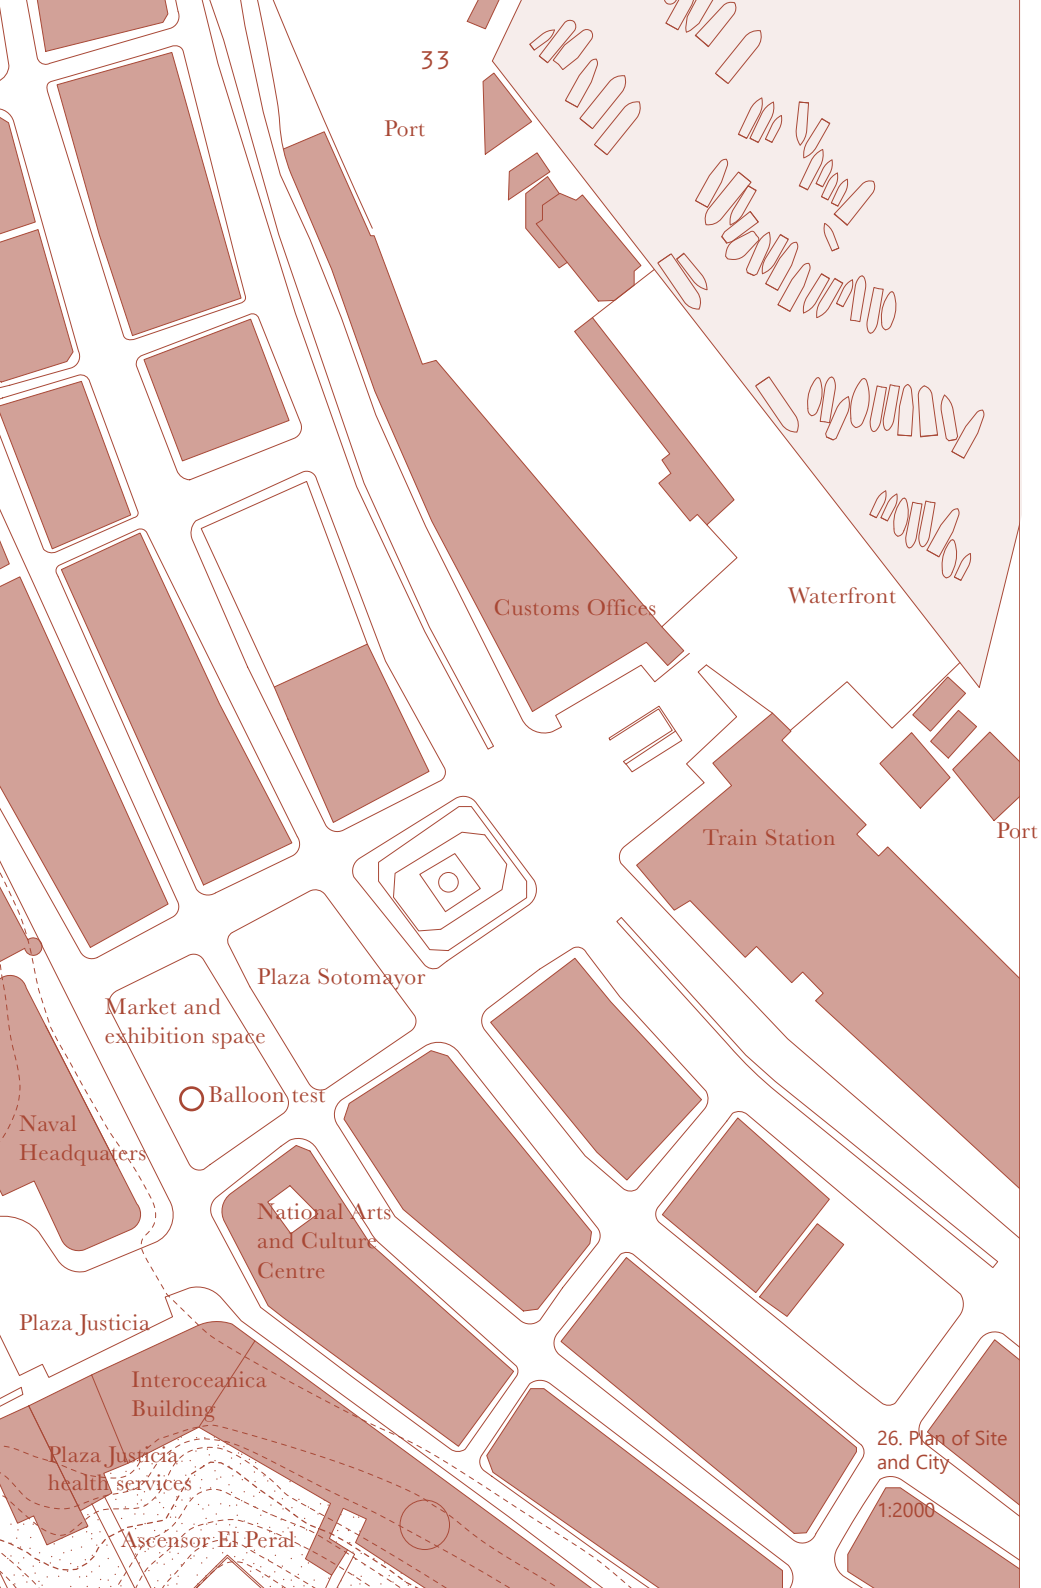 33
Port
Customs Offices
Waterfront
Train Station
Port
Plaza Sotomayor
Market and
exhibition space
Balloon test
Naval
Headquaters
National Arts
and Culture
Centre
Plaza Justicia
Interoceanica
Building
Plaza Justicia
health services
Ascensor El Peral
26. Plan of Site
and City
1:2000